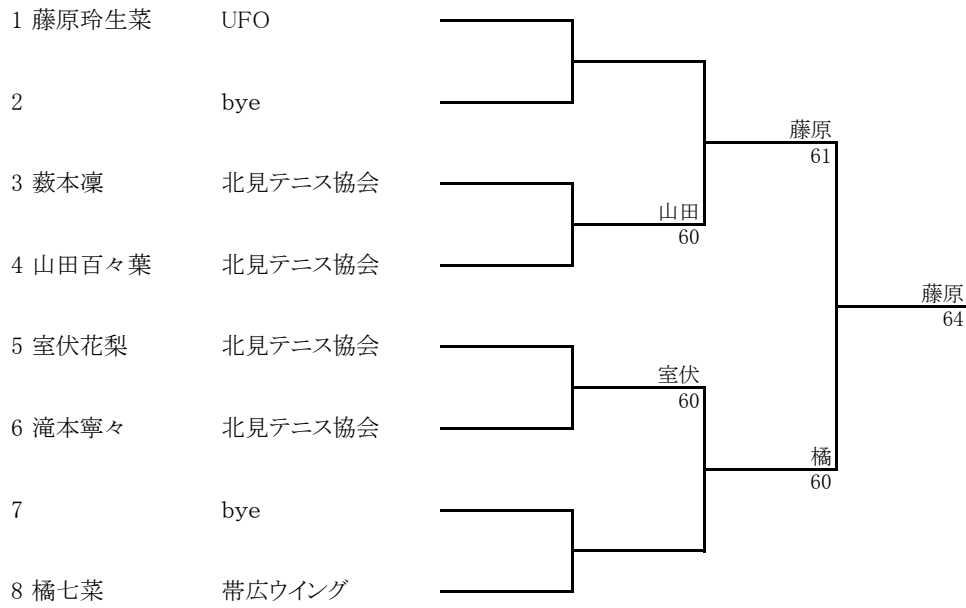 1 藤原玲生菜 UFO
2 bye
藤原
61
3 薮本凜 北見テニス協会
山田
60
4 山田百々葉 北見テニス協会
藤原
64
5 室伏花梨 北見テニス協会
室伏
60
6 滝本寧々 北見テニス協会
橘
60
7 bye
8 橘七菜 帯広ウイング